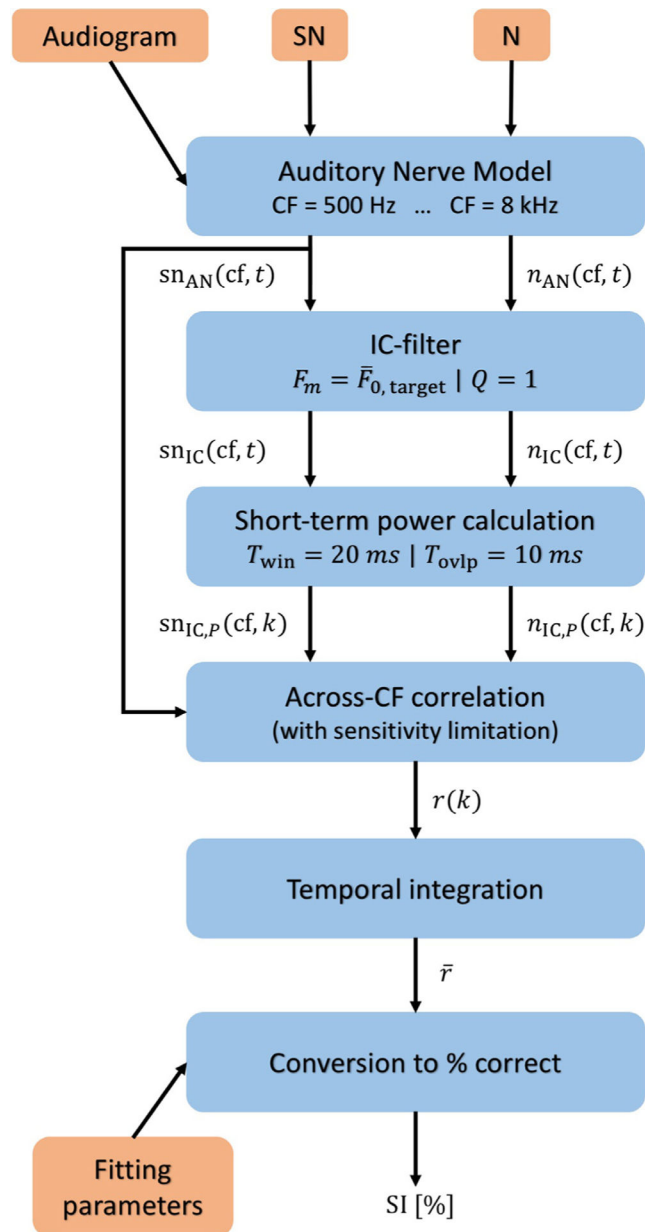 Audiogram
SN
N
Auditory Nerve Model
CF = 500 Hz ... CF = 8 kHz
sn_AN(cf, t)
n_AN(cf, t)
IC-filter
F_m = F̄_0, target | Q = 1
sn_IC(cf, t)
n_IC(cf, t)
Short-term power calculation
T_win = 20 ms | T_ovlp = 10 ms
sn_IC,P(cf, k)
n_IC,P(cf, k)
Across-CF correlation
(with sensitivity limitation)
r(k)
Temporal integration
r̄
Conversion to % correct
Fitting
parameters
SI [%]